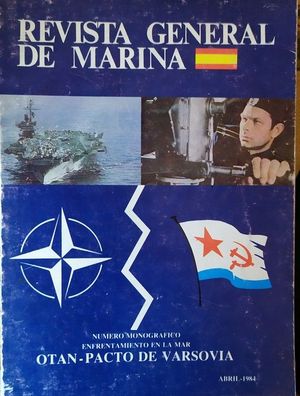 REVISTA GENERAL
DE MARINA
NUMERO MONOGRAFICO
ENFRENTAMIENTO EN LA MAR
OTAN-PACTO DE VARSOVIA
ABRIL-1984